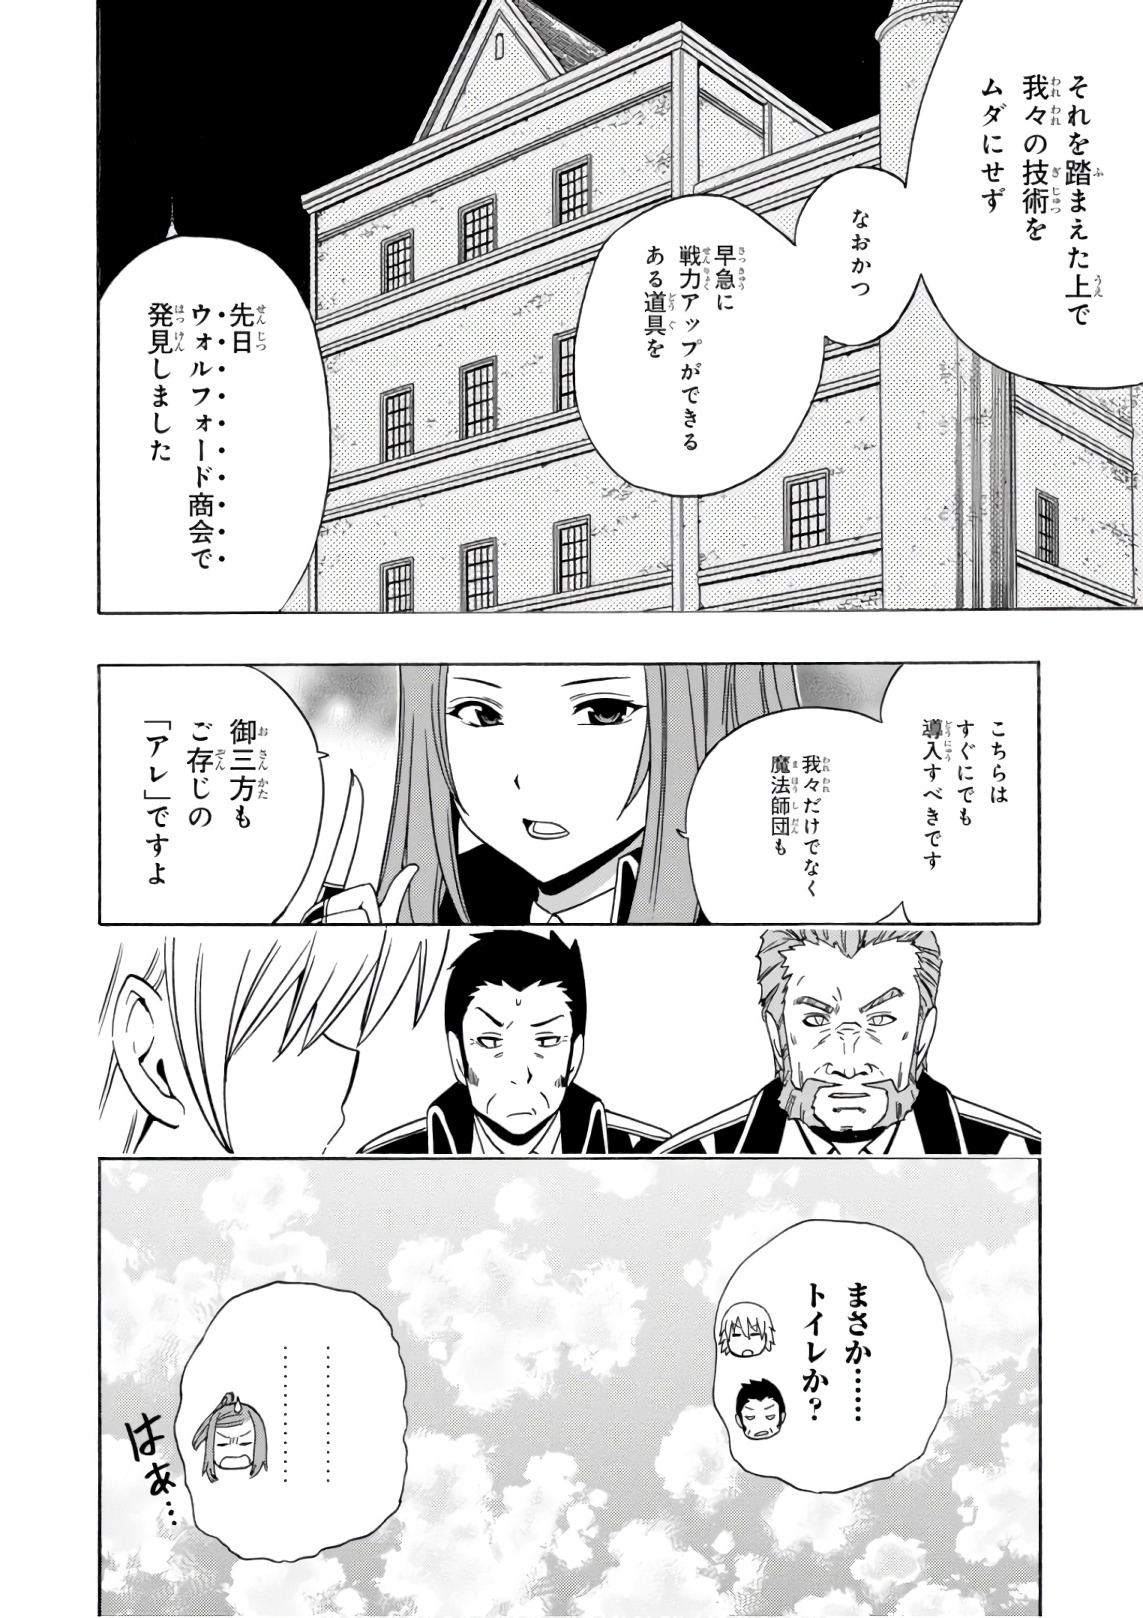 それを踏まえた上で
我々の技術を
ムダにせず
なおかつ
早急に
戦力アップができる
ある道具を
先日
ウォルフォード商会で
発見しました
こちらは
すぐにでも
導入すべきです
我々だけでなく
魔法師団も
御三方も
ご存じの
「アレ」ですよ
まさか……
トイレか?
………………
………………
はぁ…